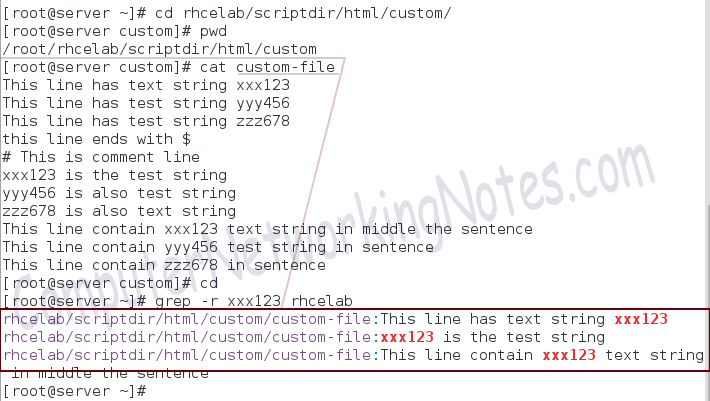 [root@server ~]# cd rhcelab/scriptdir/html/custom/
[root@server custom]# pwd
/root/rhcelab/scriptdir/html/custom
[root@server custom]# cat custom-file
This line has text string xxx123
This line has test string yyy456
This line has test string zzz678
this line ends with $
# This is comment line
xxx123 is the test string
yyy456 is also test string
zzz678 is also text string
This line contain xxx123 text string in middle the sentence
This line contain yyy456 test string in sentence
This line contain zzz678 in sentence
[root@server custom]# cd
[root@server ~]# grep -r xxx123 rhcelab
rhcelab/scriptdir/html/custom/custom-file:This line has text string xxx123
rhcelab/scriptdir/html/custom/custom-file:xxx123 is the test string
rhcelab/scriptdir/html/custom/custom-file:This line contain xxx123 text string
 in middle the sentence
[root@server ~]#
ComputerNetworkingNotes.com